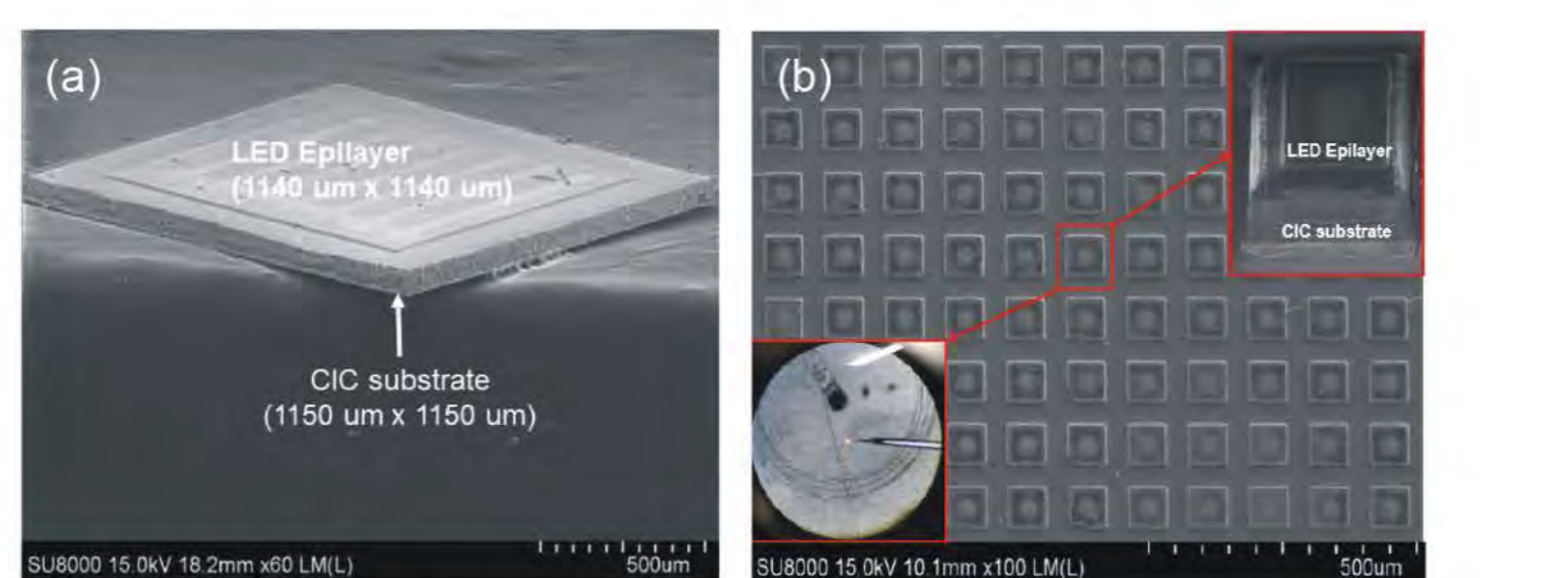 (a)
LED Epilayer
(1140 um x 1140 um)
CIC substrate
(1150 um x 1150 um)
SU8000 15.0kV 18.2mm x60 LM(L)
500um
(b)
LED Epilayer
CIC substrate
SU8000 15.0kV 10.1mm x100 LM(L)
500um